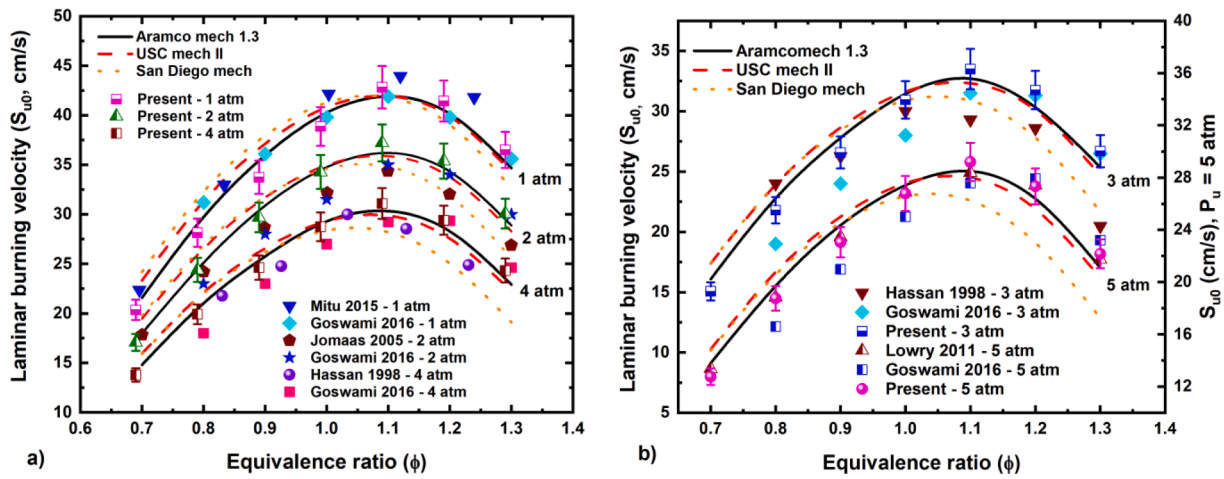 50
45
40
35
30
25
20
15
10
Laminar burning velocity (Su0, cm/s)
Aramco mech 1.3
USC mech II
San Diego mech
Present - 1 atm
Present - 2 atm
Present - 4 atm
1 atm
2 atm
4 atm
Mitu 2015 - 1 atm
Goswami 2016 - 1 atm
Jomaas 2005 - 2 atm
Goswami 2016 - 2 atm
Hassan 1998 - 4 atm
Goswami 2016 - 4 atm
0.6 0.7 0.8 0.9 1.0 1.1 1.2 1.3 1.4
a)
Equivalence ratio (ϕ)
35
30
25
20
15
10
5
Laminar burning velocity (Su0, cm/s)
Aramcomech 1.3
USC mech II
San Diego mech
3 atm
5 atm
Hassan 1998 - 3 atm
Goswami 2016 - 3 atm
Present - 3 atm
Lowry 2011 - 5 atm
Goswami 2016 - 5 atm
Present - 5 atm
40
36
32
28
24
20
16
12
Su0 (cm/s), Pu = 5 atm
0.7 0.8 0.9 1.0 1.1 1.2 1.3 1.4
b)
Equivalence ratio (ϕ)